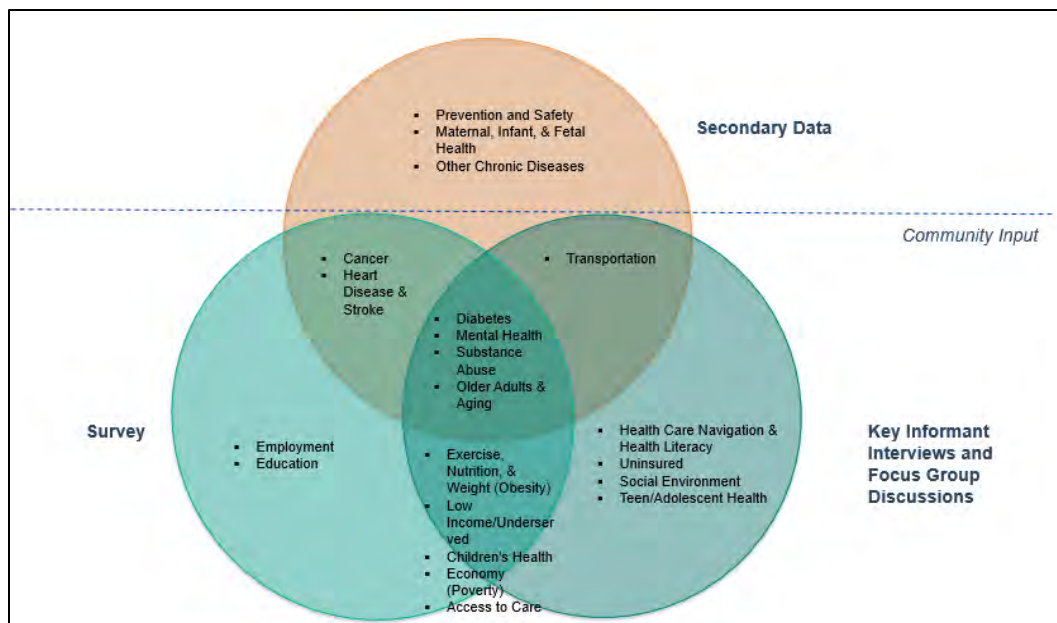 ▪ Prevention and Safety
▪ Maternal, Infant, & Fetal
Health
▪ Other Chronic Diseases
Secondary Data
Community Input
▪ Cancer
▪ Heart
Disease &
Stroke
▪ Transportation
▪ Diabetes
▪ Mental Health
▪ Substance
Abuse
▪ Older Adults &
Aging
Survey
▪ Employment
▪ Education
▪ Exercise,
Nutrition, &
Weight (Obesity)
▪ Low
Income/Underser
ved
▪ Children's Health
▪ Economy
(Poverty)
▪ Access to Care
▪ Health Care Navigation &
Health Literacy
▪ Uninsured
▪ Social Environment
▪ Teen/Adolescent Health
Key Informant
Interviews and
Focus Group
Discussions